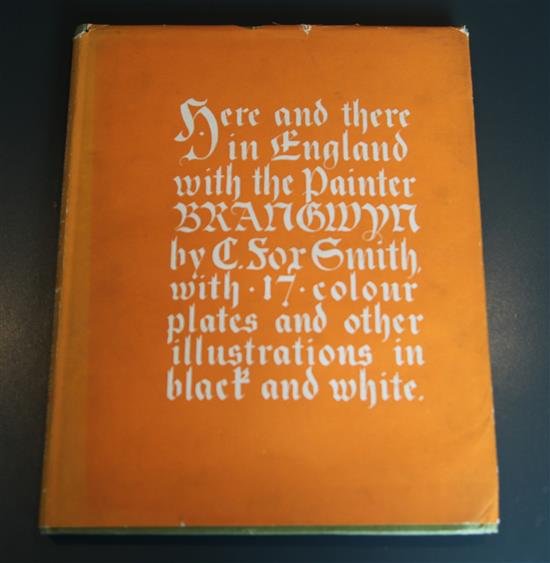 Here and there
in England
with the Painter
BRANGWYN
by C. Fox Smith,
with · 17 · colour
plates and other
illustrations in
black and white.